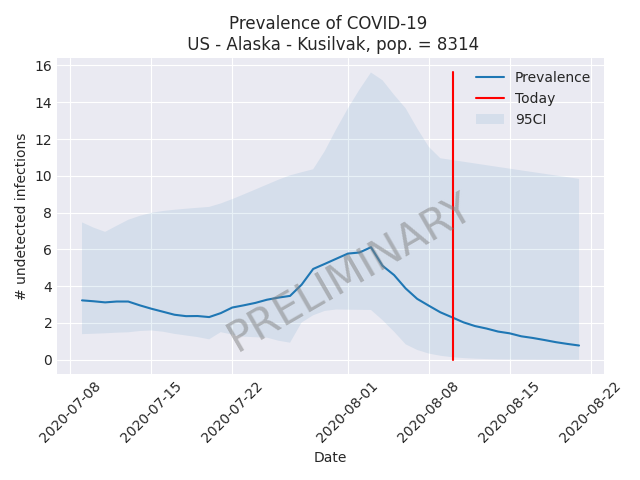 Prevalence of COVID-19
US - Alaska - Kusilvak, pop. = 8314
16
14
12
10
8
6
4
2
0
# undetected infections
Prevalence
Today
95CI
PRELIMINARY
2020-07-08
2020-07-15
2020-07-22
2020-08-01
2020-08-08
2020-08-15
2020-08-22
Date